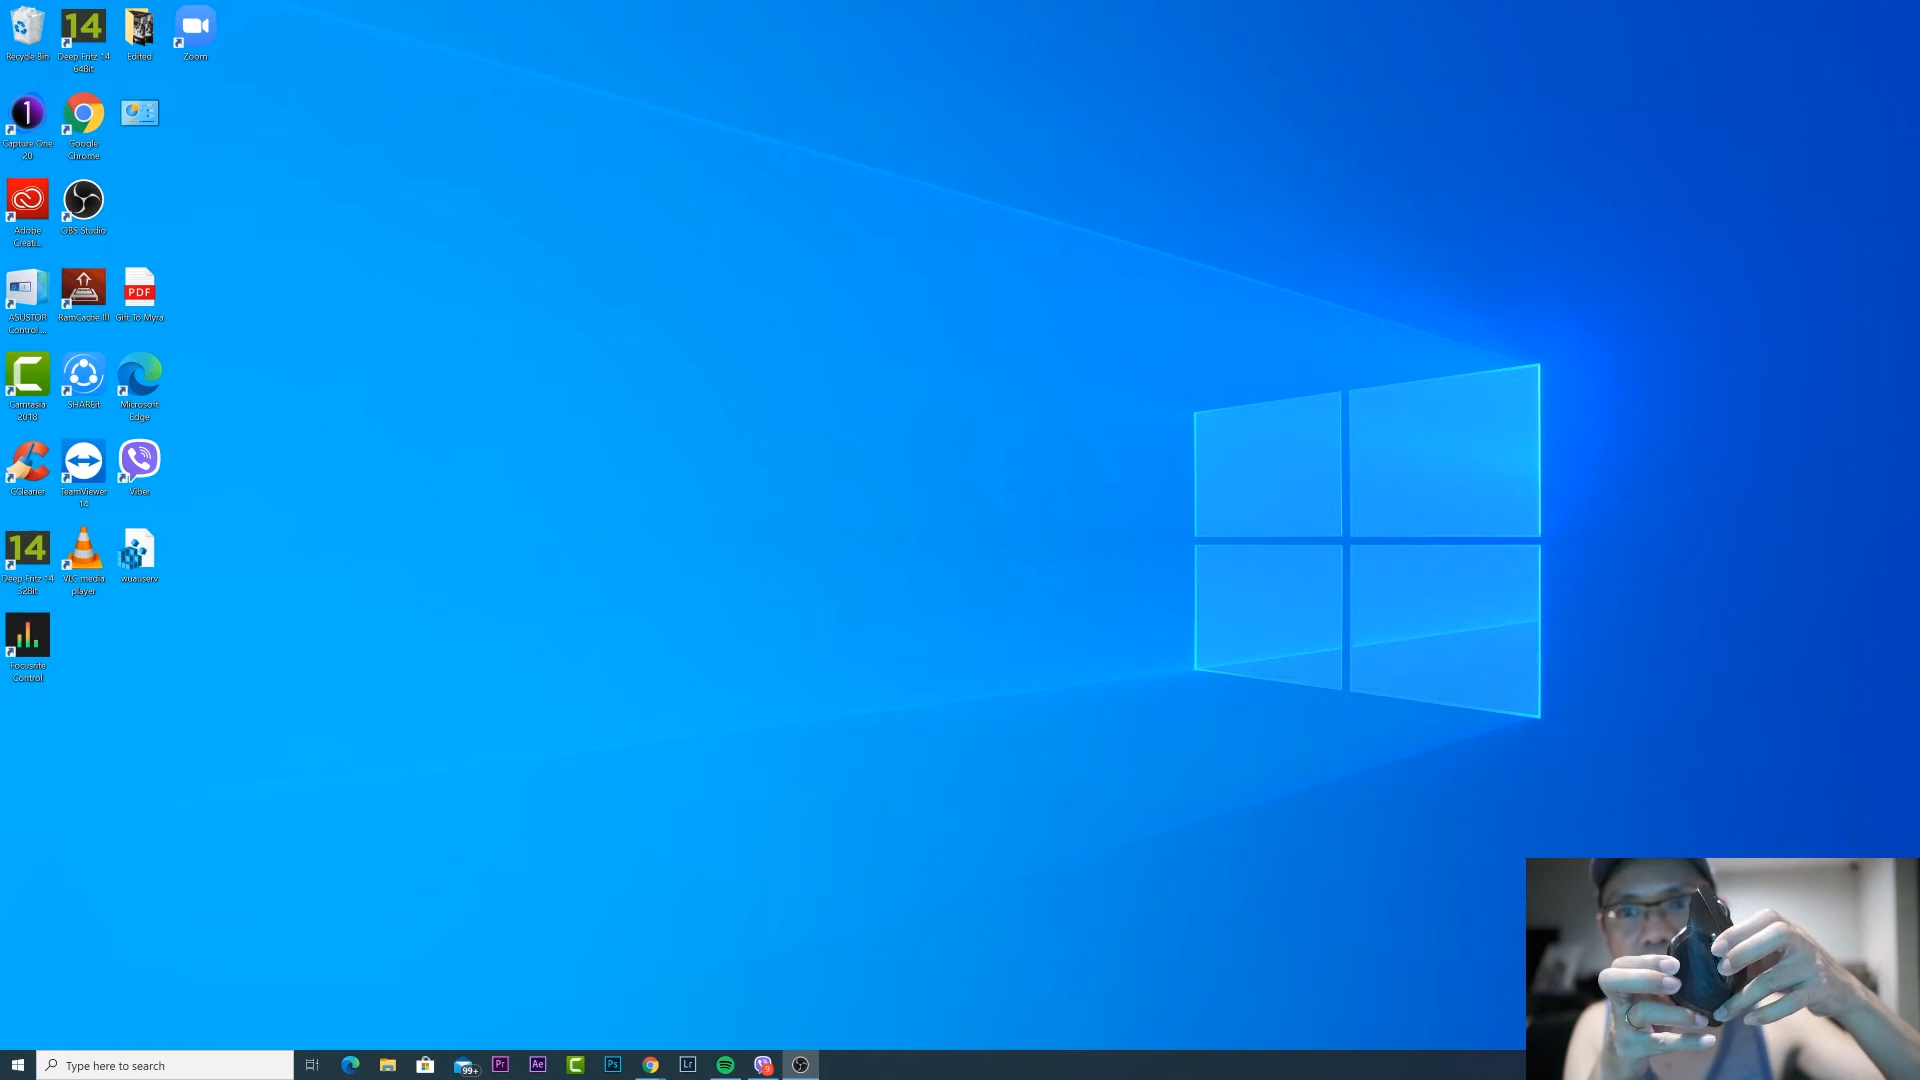 Recycle Bin
14
Deep Fritz 14
64Bit
Edited
Zoom
1
Capture One
20
Google
Chrome
Adobe
Creati...
OBS Studio
ASUSTOR
Control ...
RamCache III
PDF
Gift To Myra
Camtasia
2018
SHAREit
Microsoft
Edge
CCleaner
TeamViewer
14
Viber
14
Deep Fritz 14
32Bit
VLC media
player
wuauserv
Focusrite
Control
Type here to search
99+
Pr
Ae
Ps
Lr
9